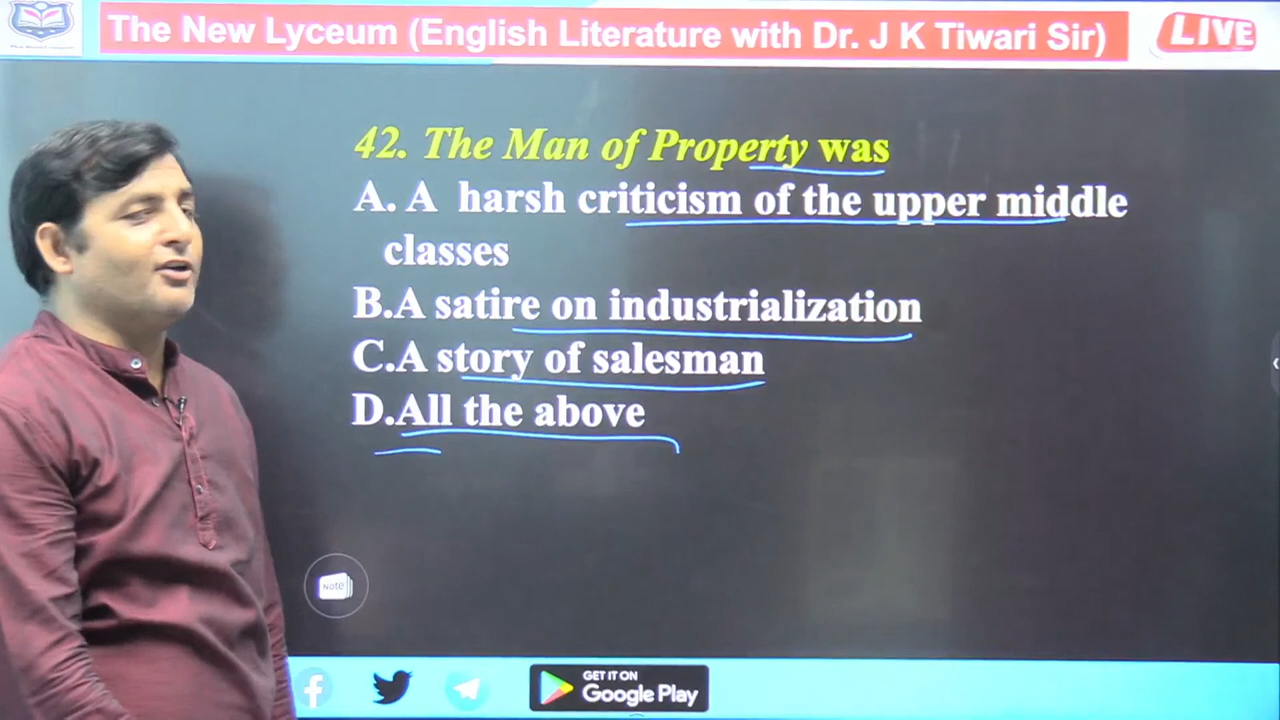 The New Lyceum (English Literature with Dr. J K Tiwari Sir)
LIVE
42. The Man of Property was
A. A harsh criticism of the upper middle
classes
B.A satire on industrialization
C.A story of salesman
D.All the above
Note
GET IT ON
Google Play